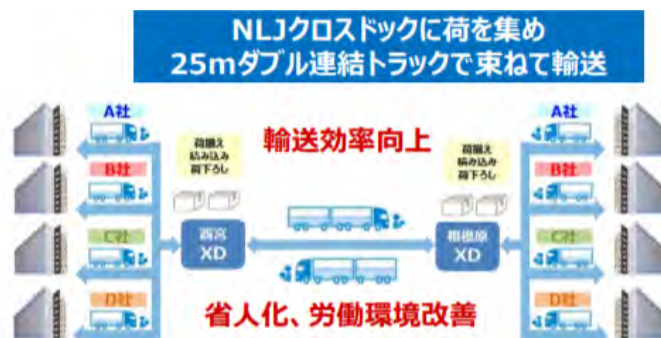 NLJクロスドックに荷を集め
25mダブル連結トラックで束ねて輸送
A社
荷揃え
積み込み
荷下ろし
輸送効率向上
荷揃え
積み込み
荷下ろし
A社
B社
B社
西宮
XD
相模原
XD
C社
C社
D社
省人化、労働環境改善
D社